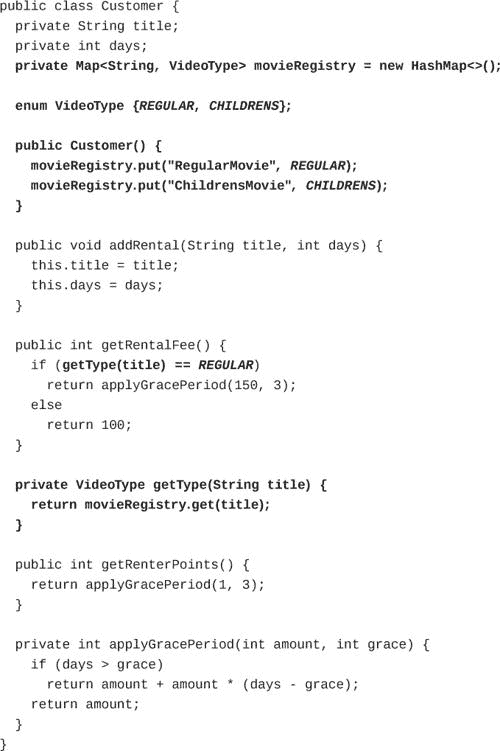 public class Customer {
  private String title;
  private int days;
  private Map<String, VideoType> movieRegistry = new HashMap<>();

  enum VideoType {REGULAR, CHILDRENS};

  public Customer() {
    movieRegistry.put("RegularMovie", REGULAR);
    movieRegistry.put("ChildrensMovie", CHILDRENS);
  }

  public void addRental(String title, int days) {
    this.title = title;
    this.days = days;
  }

  public int getRentalFee() {
    if (getType(title) == REGULAR)
      return applyGracePeriod(150, 3);
    else
      return 100;
  }

  private VideoType getType(String title) {
    return movieRegistry.get(title);
  }

  public int getRenterPoints() {
    return applyGracePeriod(1, 3);
  }

  private int applyGracePeriod(int amount, int grace) {
    if (days > grace)
      return amount + amount * (days - grace);
    return amount;
  }
}